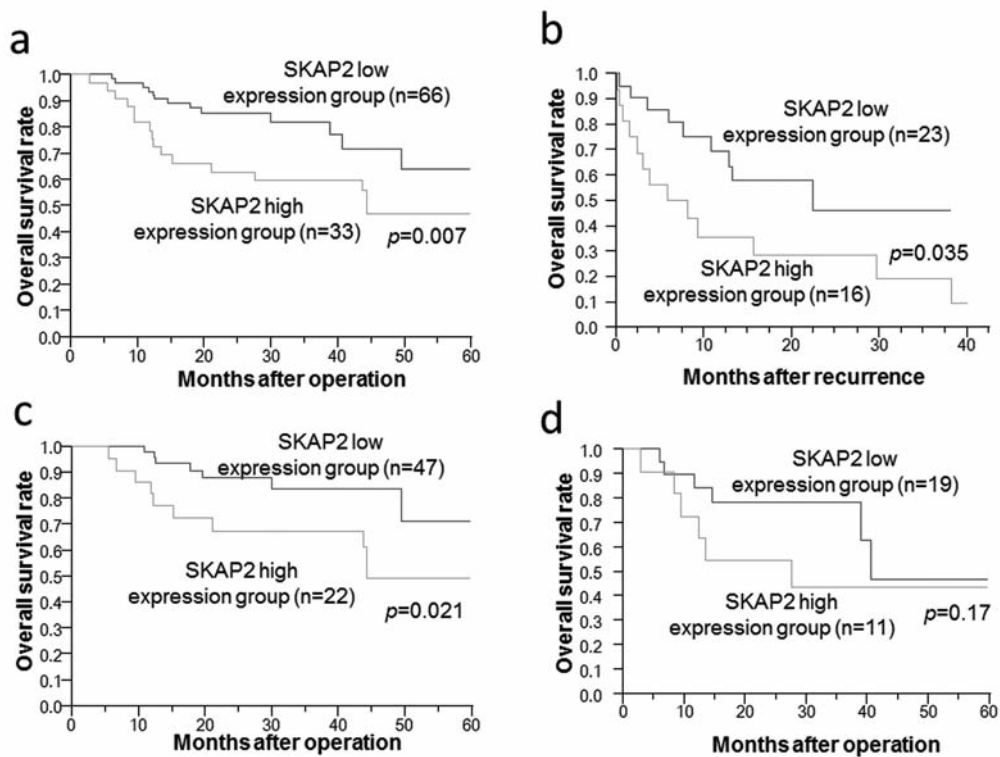 a
SKAP2 low
expression group (n=66)
1.0
0.9
0.8
0.7
0.6
0.5
0.4
0.3
0.2
0.1
0.0
Overall survival rate
SKAP2 high
expression group (n=33)
p=0.007
0 10 20 30 40 50 60
Months after operation
b
SKAP2 low
expression group (n=23)
1.0
0.9
0.8
0.7
0.6
0.5
0.4
0.3
0.2
0.1
0.0
Overall survival rate
p=0.035
SKAP2 high
expression group (n=16)
0 10 20 30 40
Months after recurrence
c
SKAP2 low
expression group (n=47)
1.0
0.9
0.8
0.7
0.6
0.5
0.4
0.3
0.2
0.1
0.0
Overall survival rate
SKAP2 high
expression group (n=22)
p=0.021
0 10 20 30 40 50 60
Months after operation
d
SKAP2 low
expression group (n=19)
1.0
0.9
0.8
0.7
0.6
0.5
0.4
0.3
0.2
0.1
0.0
Overall survival rate
SKAP2 high
expression group (n=11)
p=0.17
0 10 20 30 40 50 60
Months after operation